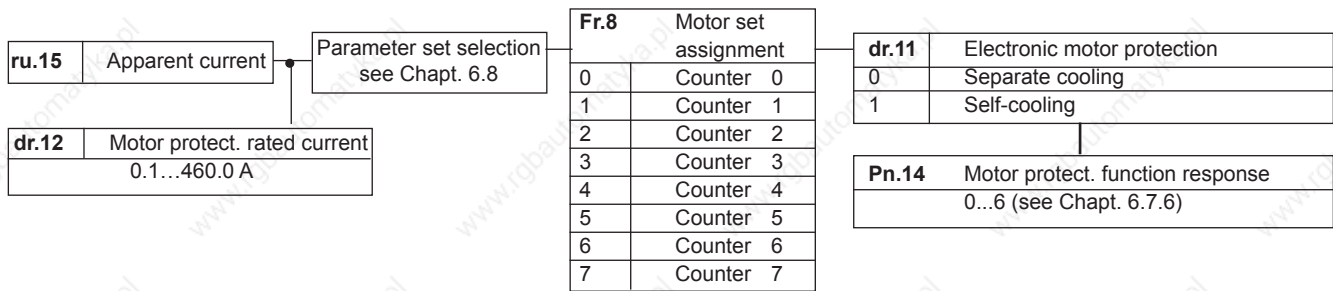 ru.15 Apparent current
dr.12 Motor protect. rated current
0.1…460.0 A
Parameter set selection
see Chapt. 6.8
Fr.8 Motor set
assignment
0 Counter 0
1 Counter 1
2 Counter 2
3 Counter 3
4 Counter 4
5 Counter 5
6 Counter 6
7 Counter 7
dr.11 Electronic motor protection
0 Separate cooling
1 Self-cooling
Pn.14 Motor protect. function response
0...6 (see Chapt. 6.7.6)
www.rgbautomatyka.pl